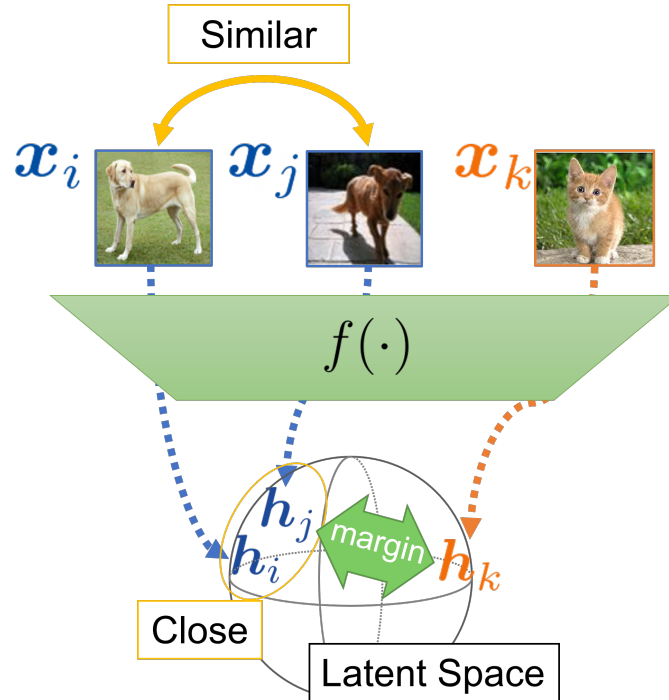 Similar
x_i
x_j
x_k
f(·)
h_j
margin
h_i
h_k
Close
Latent Space